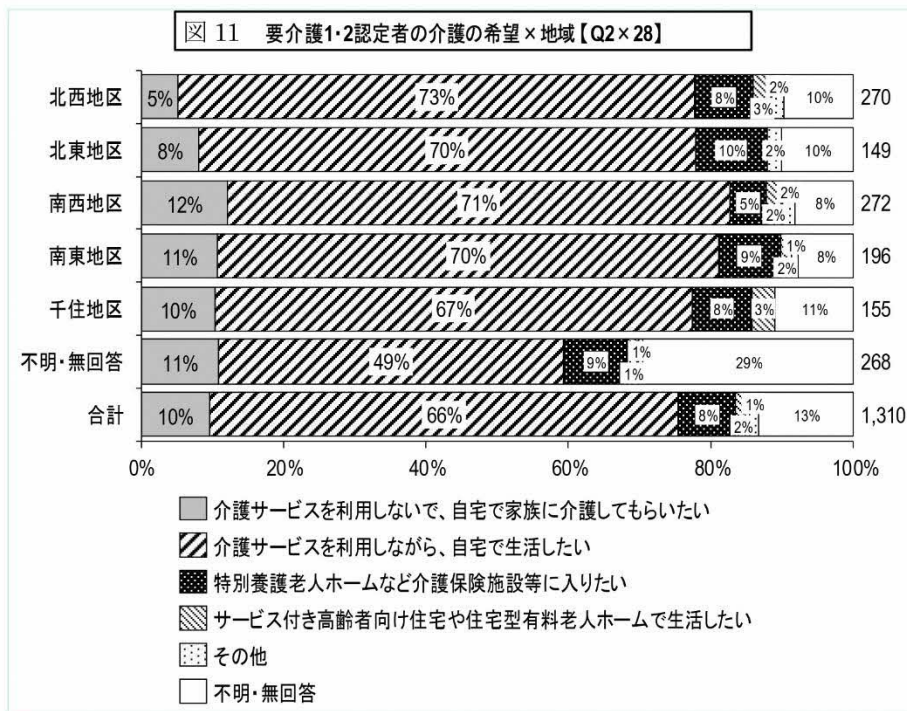 図 11 要介護1・2認定者の介護の希望×地域【Q2×28】
北西地区 5% 73% 8% 2% 3% 10% 270
北東地区 8% 70% 10% 2% 10% 149
南西地区 12% 71% 5% 2% 2% 8% 272
南東地区 11% 70% 9% 1% 2% 8% 196
千住地区 10% 67% 8% 3% 11% 155
不明・無回答 11% 49% 9% 1% 1% 29% 268
合計 10% 66% 8% 1% 2% 13% 1,310
0% 20% 40% 60% 80% 100%
介護サービスを利用しないで、自宅で家族に介護してもらいたい
介護サービスを利用しながら、自宅で生活したい
特別養護老人ホームなど介護保険施設等に入りたい
サービス付き高齢者向け住宅や住宅型有料老人ホームで生活したい
その他
不明・無回答